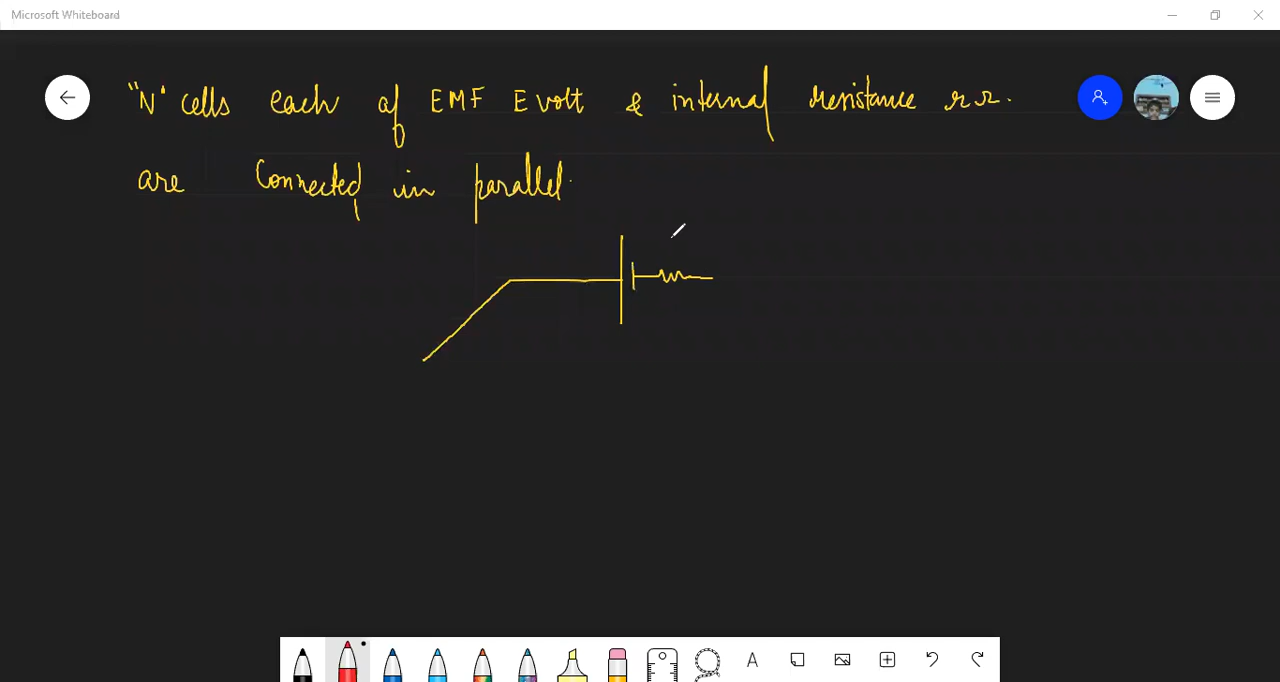 Microsoft Whiteboard
"N" cells each of EMF E volt & internal resistance r r.
are connected in parallel.
A